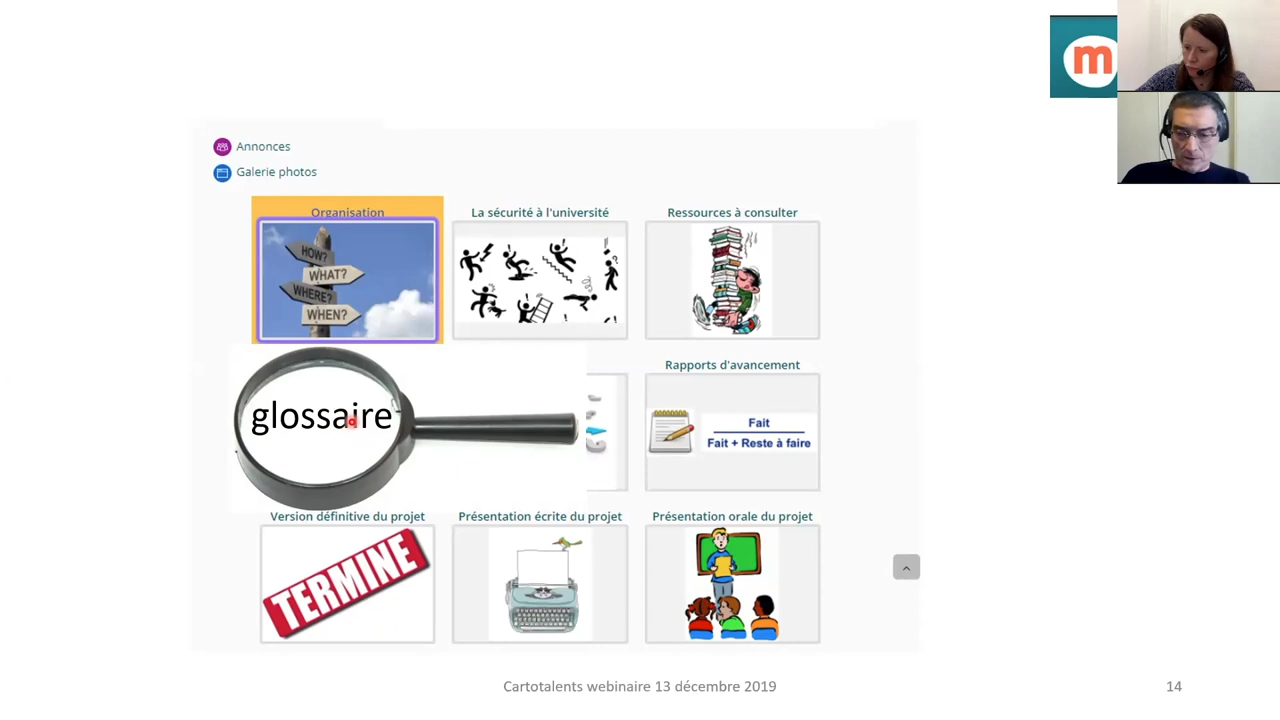 m
Annonces
Galerie photos
Organisation
La sécurité à l'université
Ressources à consulter
HOW?
WHAT?
WHERE?
WHEN?
glossaire
Rapports d'avancement
Fait
Fait + Reste à faire
Version définitive du projet
Présentation écrite du projet
Présentation orale du projet
TERMINE
Cartotalents webinaire 13 décembre 2019
14